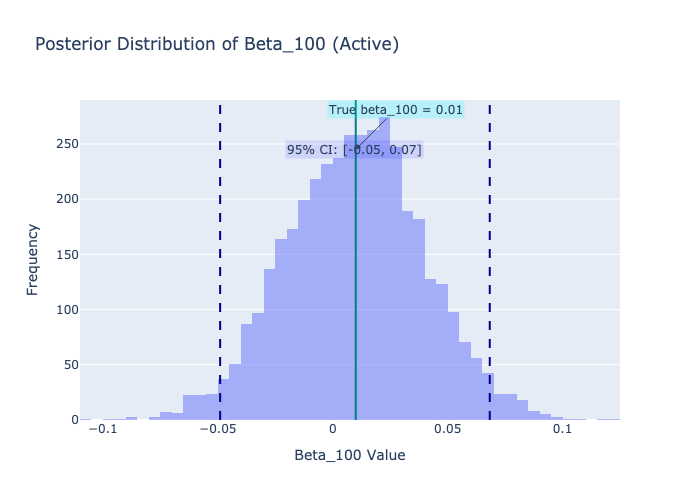 Posterior Distribution of Beta_100 (Active)
True beta_100 = 0.01
95% CI: [-0.05, 0.07]
250
200
150
100
50
0
Frequency
−0.1
−0.05
0
0.05
0.1
Beta_100 Value